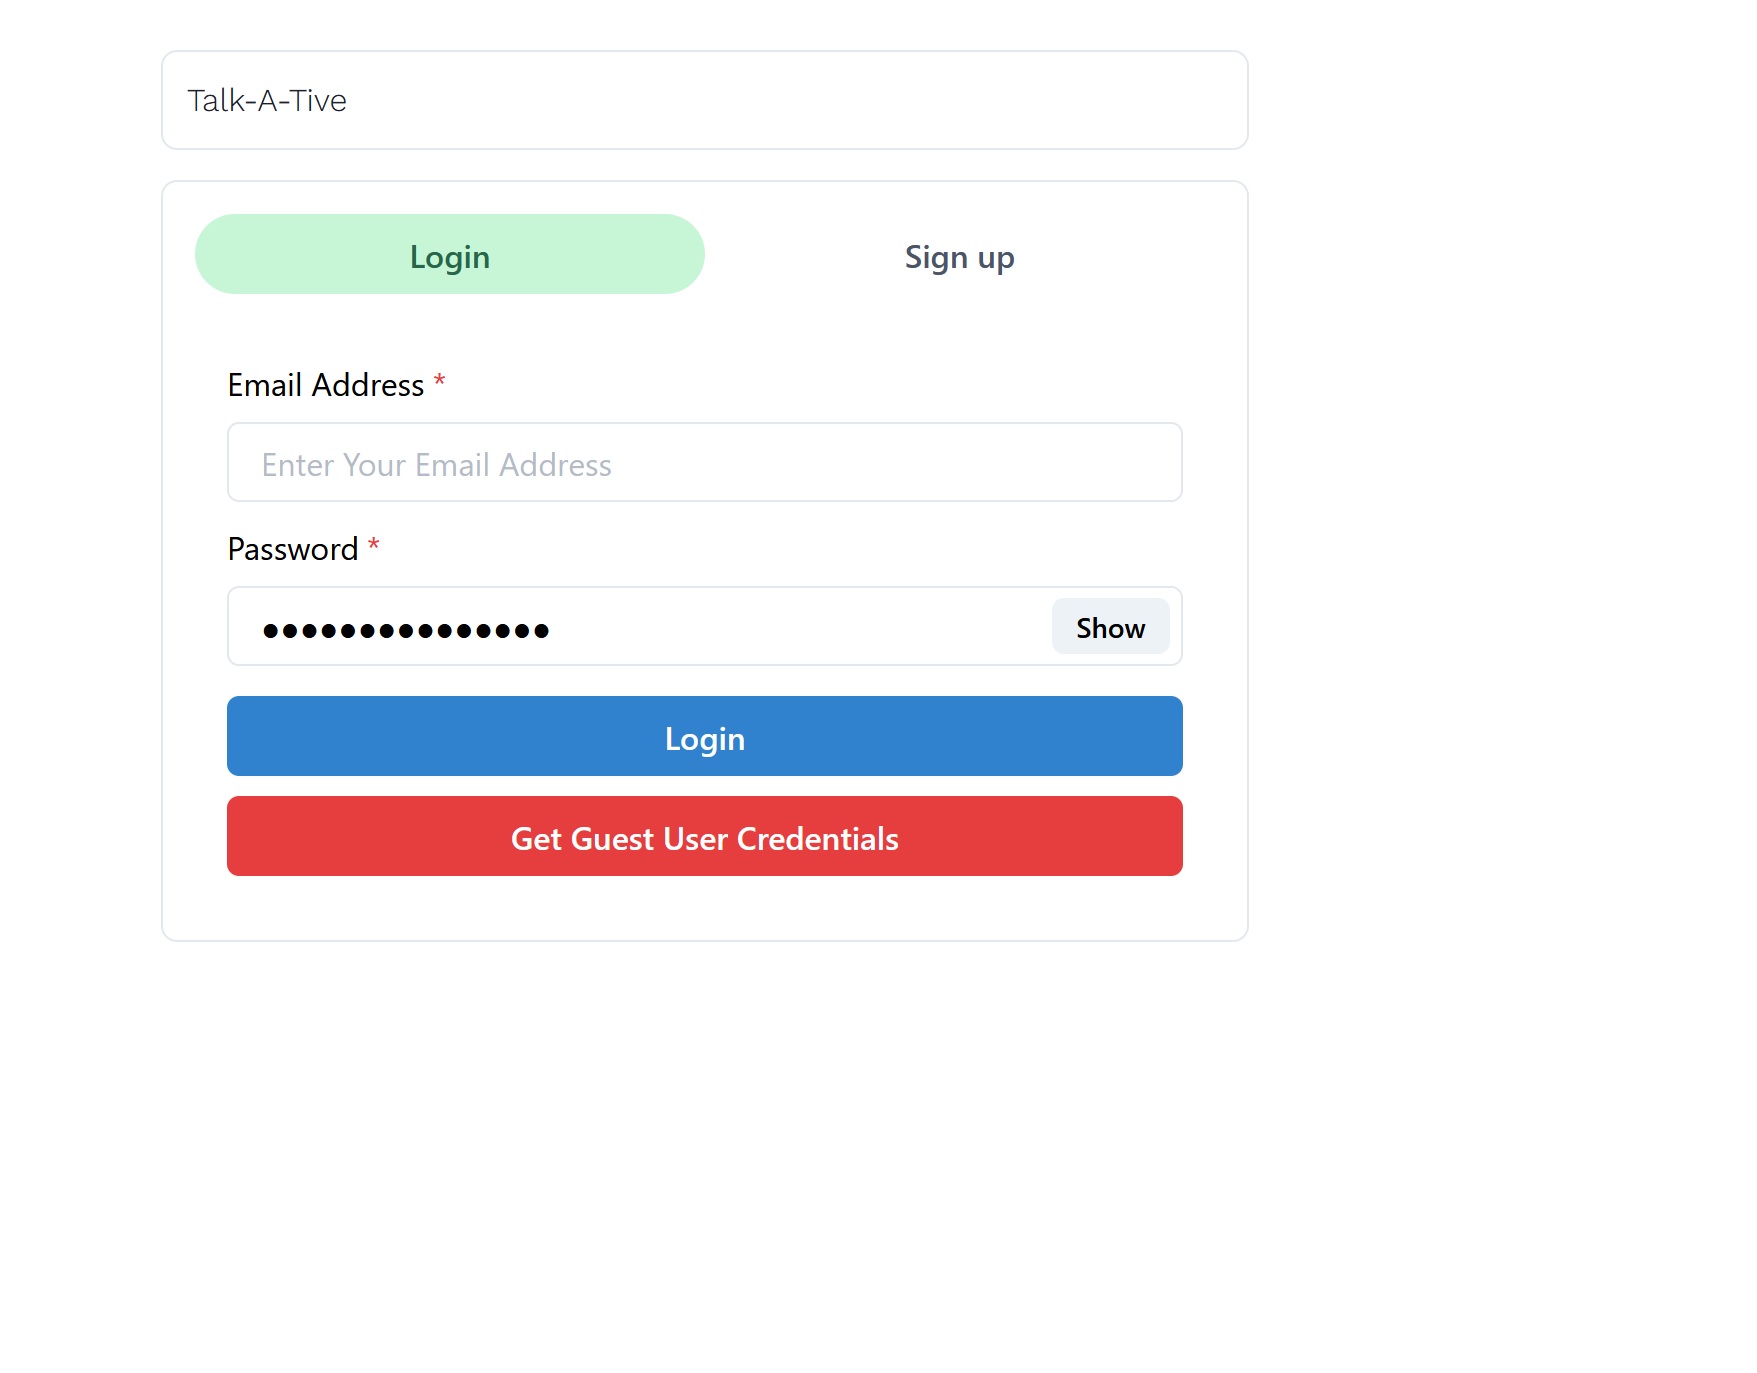 Talk-A-Tive
Login
Sign up
Email Address *
Enter Your Email Address
Password *
●●●●●●●●●●●●●●●
Show
Login
Get Guest User Credentials